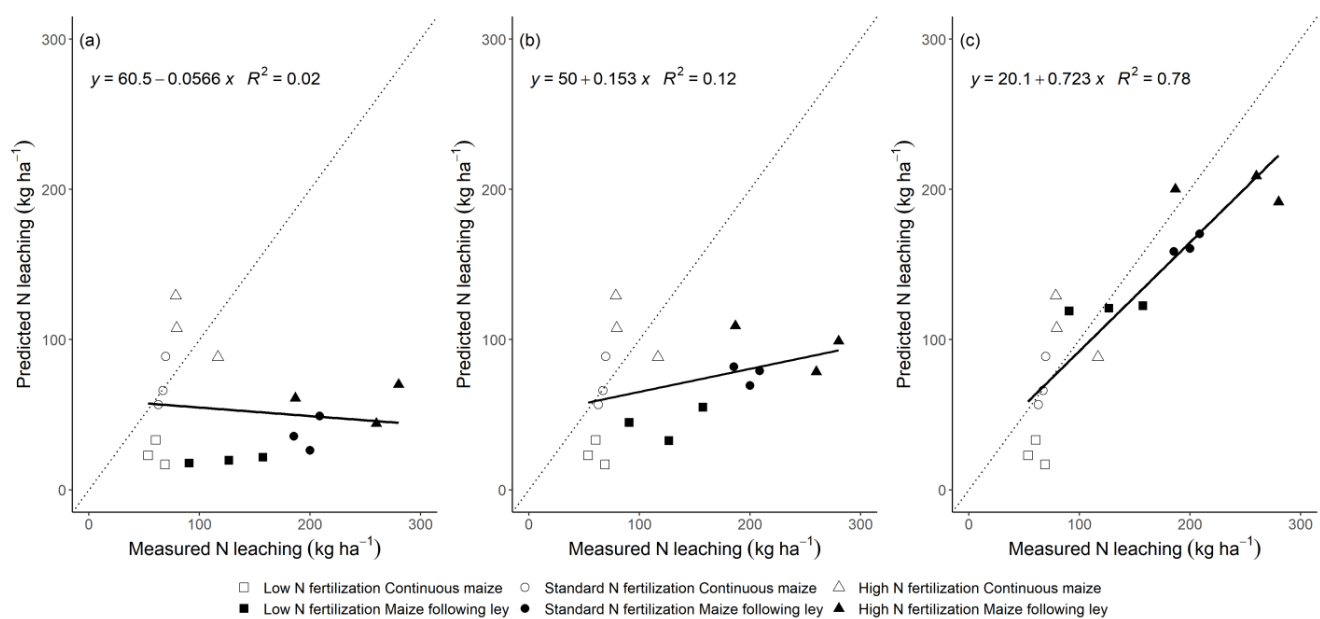 (a)
y = 60.5 − 0.0566 x R² = 0.02
Predicted N leaching (kg ha⁻¹)
300
200
100
0
0 100 200 300
Measured N leaching (kg ha⁻¹)
(b)
y = 50 + 0.153 x R² = 0.12
Predicted N leaching (kg ha⁻¹)
300
200
100
0
0 100 200 300
Measured N leaching (kg ha⁻¹)
(c)
y = 20.1 + 0.723 x R² = 0.78
Predicted N leaching (kg ha⁻¹)
300
200
100
0
0 100 200 300
Measured N leaching (kg ha⁻¹)
Low N fertilization Continuous maize Standard N fertilization Continuous maize High N fertilization Continuous maize
Low N fertilization Maize following ley Standard N fertilization Maize following ley High N fertilization Maize following ley